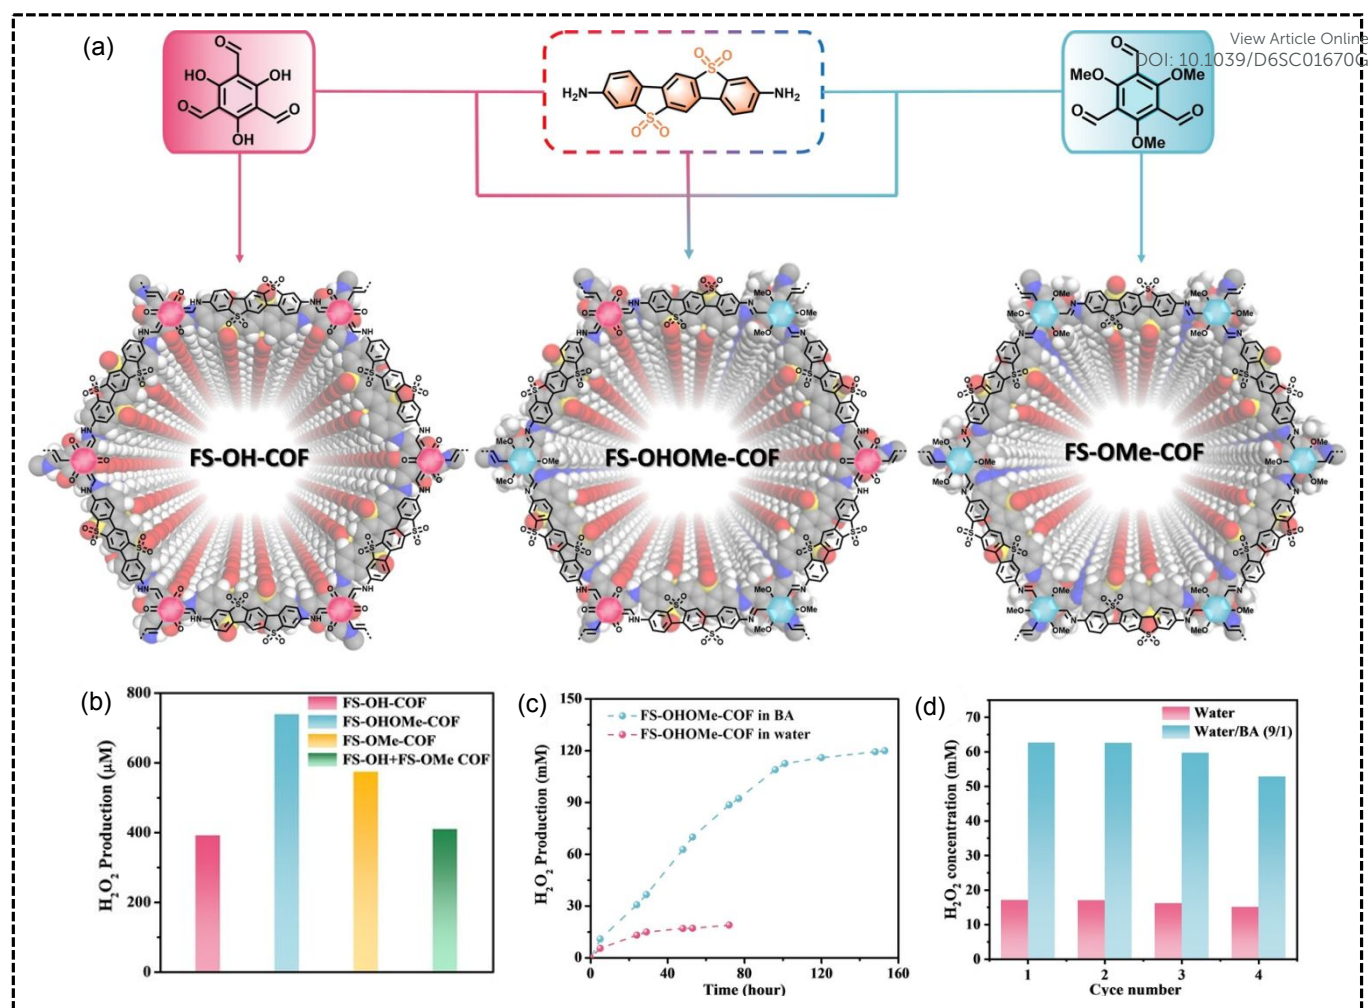 View Article Online
DOI: 10.1039/D6SC01670G
(a)
O
OH
HO
O
O
OH
O O
S
H₂N
NH₂
S
O O
O
MeO
OMe
O
O
OMe
FS-OH-COF
FS-OHOMe-COF
FS-OMe-COF
(b)
H₂O₂ Production (μM)
800
600
400
200
0
FS-OH-COF
FS-OHOMe-COF
FS-OMe-COF
FS-OH+FS-OMe COF
(c)
H₂O₂ Production (mM)
150
120
90
60
30
0
FS-OHOMe-COF in BA
FS-OHOMe-COF in water
0 40 80 120 160
Time (hour)
(d)
H₂O₂ concentration (mM)
70
60
50
40
30
20
10
0
Water
Water/BA (9/1)
1 2 3 4
Cyce number